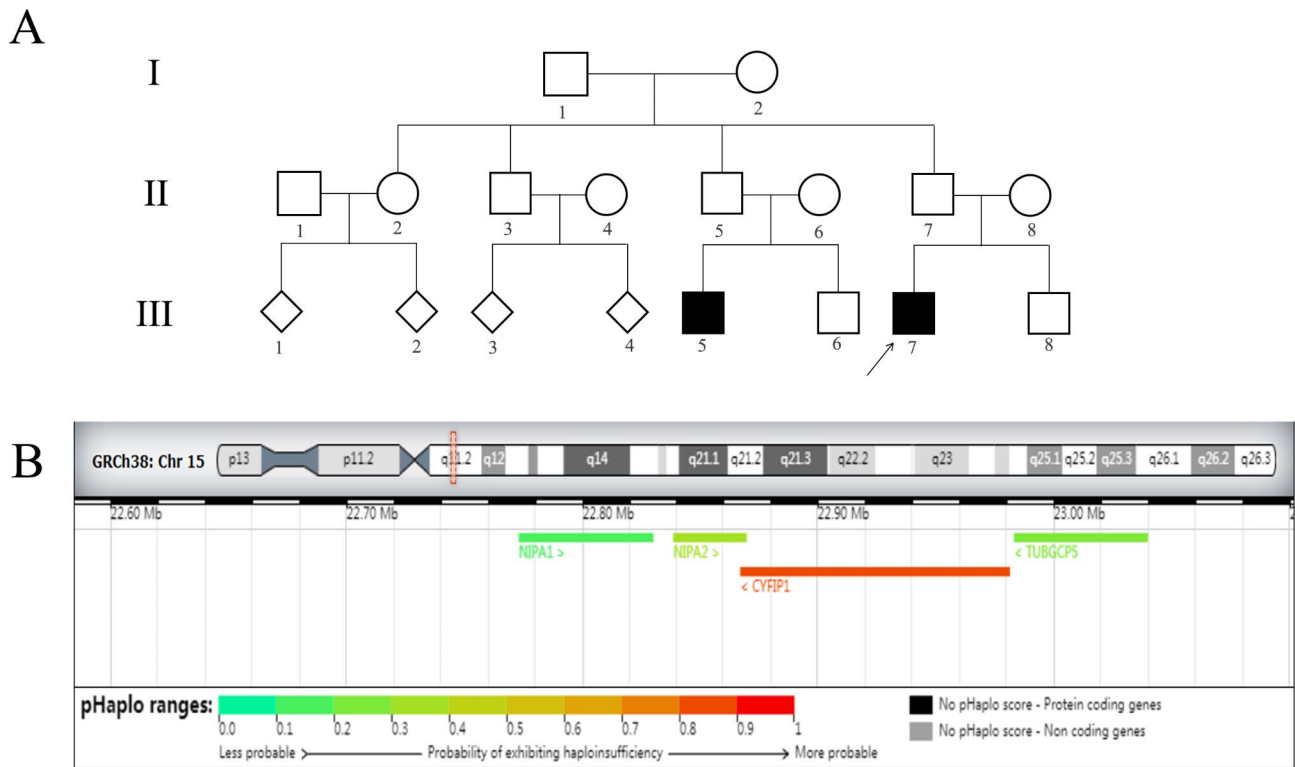 A
I
1 2
II
1 2 3 4 5 6 7 8
III
1 2 3 4 5 6 7 8
B
GRCh38: Chr 15 p13 p11.2 q11.2 q12 q14 q21.1 q21.2 q21.3 q22.2 q23 q25.1 q25.2 q25.3 q26.1 q26.2 q26.3
22.60 Mb 22.70 Mb 22.80 Mb 22.90 Mb 23.00 Mb
NIPA1 > NIPA2 > < TUBGCP5
< CYFIP1
pHaplo ranges:
0.0 0.1 0.2 0.3 0.4 0.5 0.6 0.7 0.8 0.9 1
Less probable Probability of exhibiting haploinsufficiency More probable
No pHaplo score - Protein coding genes
No pHaplo score - Non coding genes